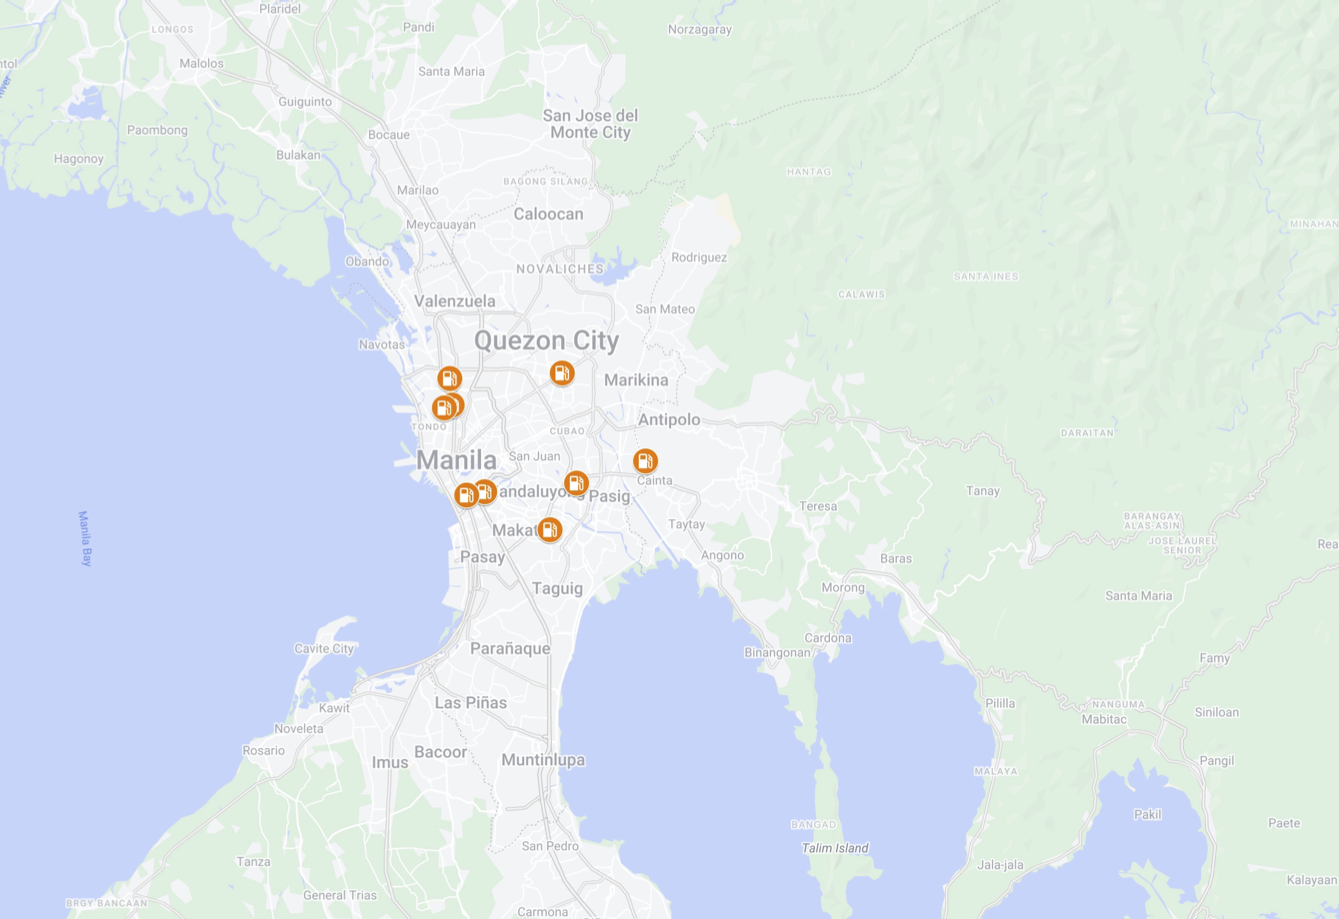 Plaridel
Pandi
LONGOS
Norzagaray
Malolos
Santa Maria
Guiguinto
San Jose del
Monte City
Paombong
Bocaue
Hagonoy
Bulakan
HANTAG
BAGONG SILANG
Marilao
Caloocan
Meycauayan
MINAHAN
Obando
NOVALICHES
Rodriguez
SANTA INES
Valenzuela
CALAWIS
San Mateo
Quezon City
Navotas
Marikina
Antipolo
TONDO
CUBAO
DARAITAN
Manila
San Juan
Cainta
andaluyo
Pasig
Tanay
Teresa
Manila Bay
BARANGAY
ALAS-ASIN
Makat
Taytay
JOSE LAUREL
SENIOR
Rea
Pasay
Angono
Baras
Taguig
Morong
Santa Maria
Cavite City
Parañaque
Cardona
Binangonan
Famy
Las Piñas
Kawit
Pililla
NANGUMA
Mabitac
Siniloan
Noveleta
Rosario
Bacoor
Imus
Muntinlupa
Pangil
MALAYA
Pakil
BANGAD
Paete
Talim Island
San Pedro
Tanza
Jala-jala
General Trias
Kalayaan
BRGY BANCAAN
Carmona